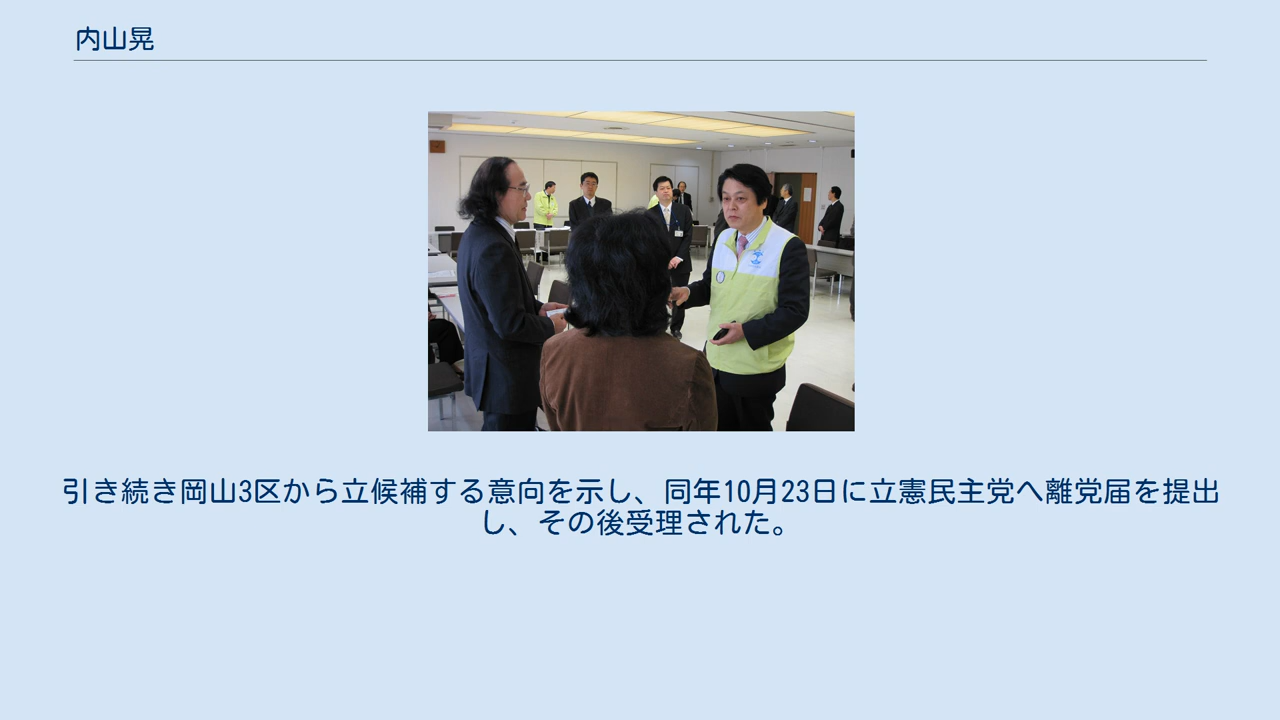 内山晃
引き続き岡山3区から立候補する意向を示し、同年10月23日に立憲民主党へ離党届を提出
し、その後受理された。